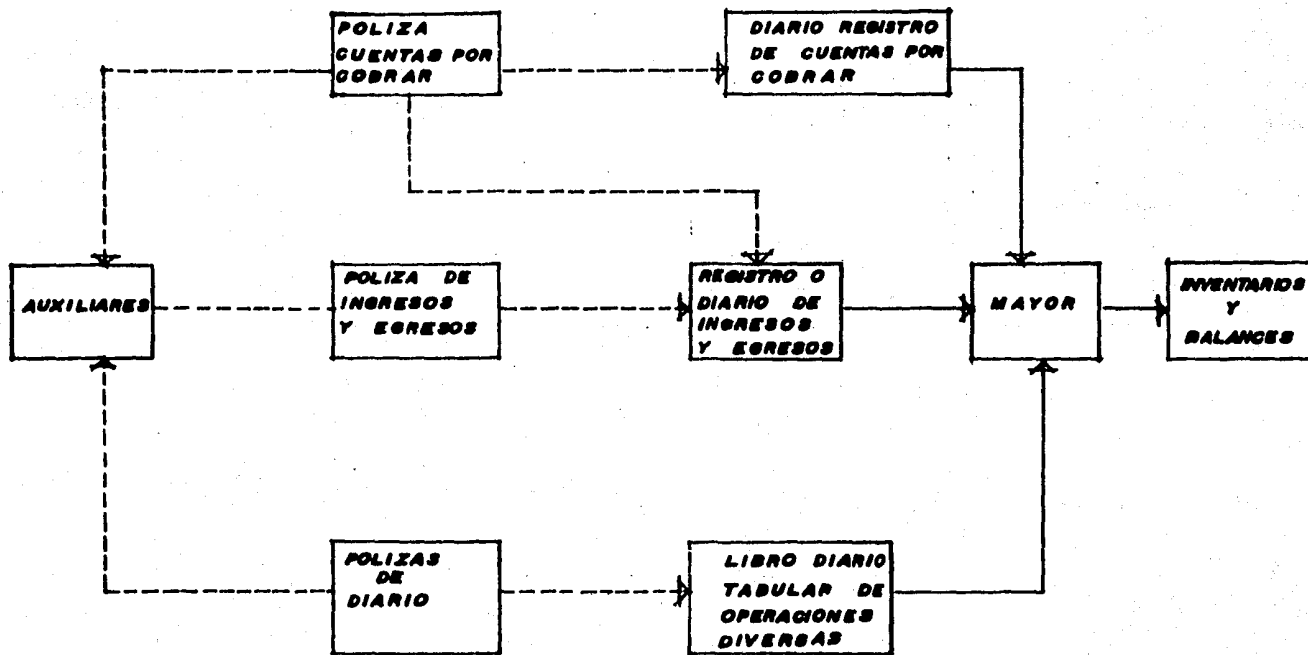 POLIZA
CUENTAS POR
COBRAR
DIARIO REGISTRO
DE CUENTAS POR
COBRAR
AUXILIARES
POLIZA DE
INGRESOS
Y EGRESOS
REGISTRO O
DIARIO DE
INGRESOS
Y EGRESOS
MAYOR
INVENTARIOS
Y
BALANCES
POLIZAS
DE
DIARIO
LIBRO DIARIO
TABULAR DE
OPERACIONES
DIVERSAS